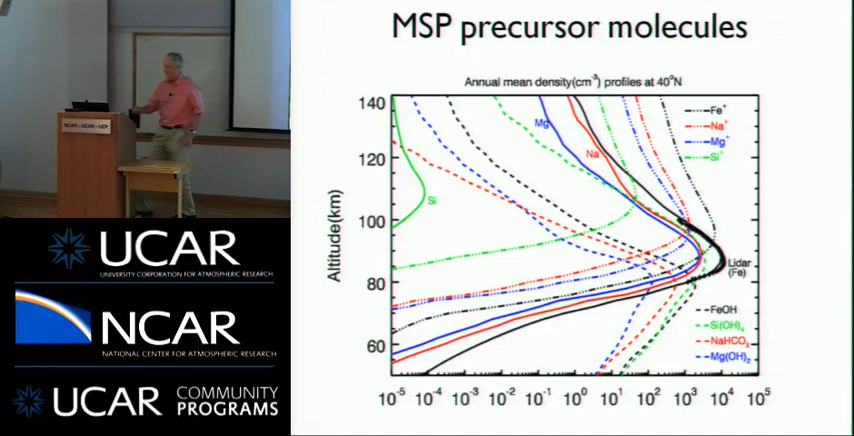 MSP precursor molecules
Annual mean density(cm⁻³) profiles at 40°N
Altitude(km)
140
120
100
80
60
Mg
Na
Si
Fe⁺
Na⁺
Mg⁺
Si⁺
Lidar
(Fe)
FeOH
Si(OH)₄
NaHCO₃
Mg(OH)₂
10⁻⁵ 10⁻⁴ 10⁻³ 10⁻² 10⁻¹ 10⁰ 10¹ 10² 10³ 10⁴ 10⁵
NCAR - UCAR - UCP
UCAR
UNIVERSITY CORPORATION FOR ATMOSPHERIC RESEARCH
NCAR
NATIONAL CENTER FOR ATMOSPHERIC RESEARCH
UCAR COMMUNITY
PROGRAMS